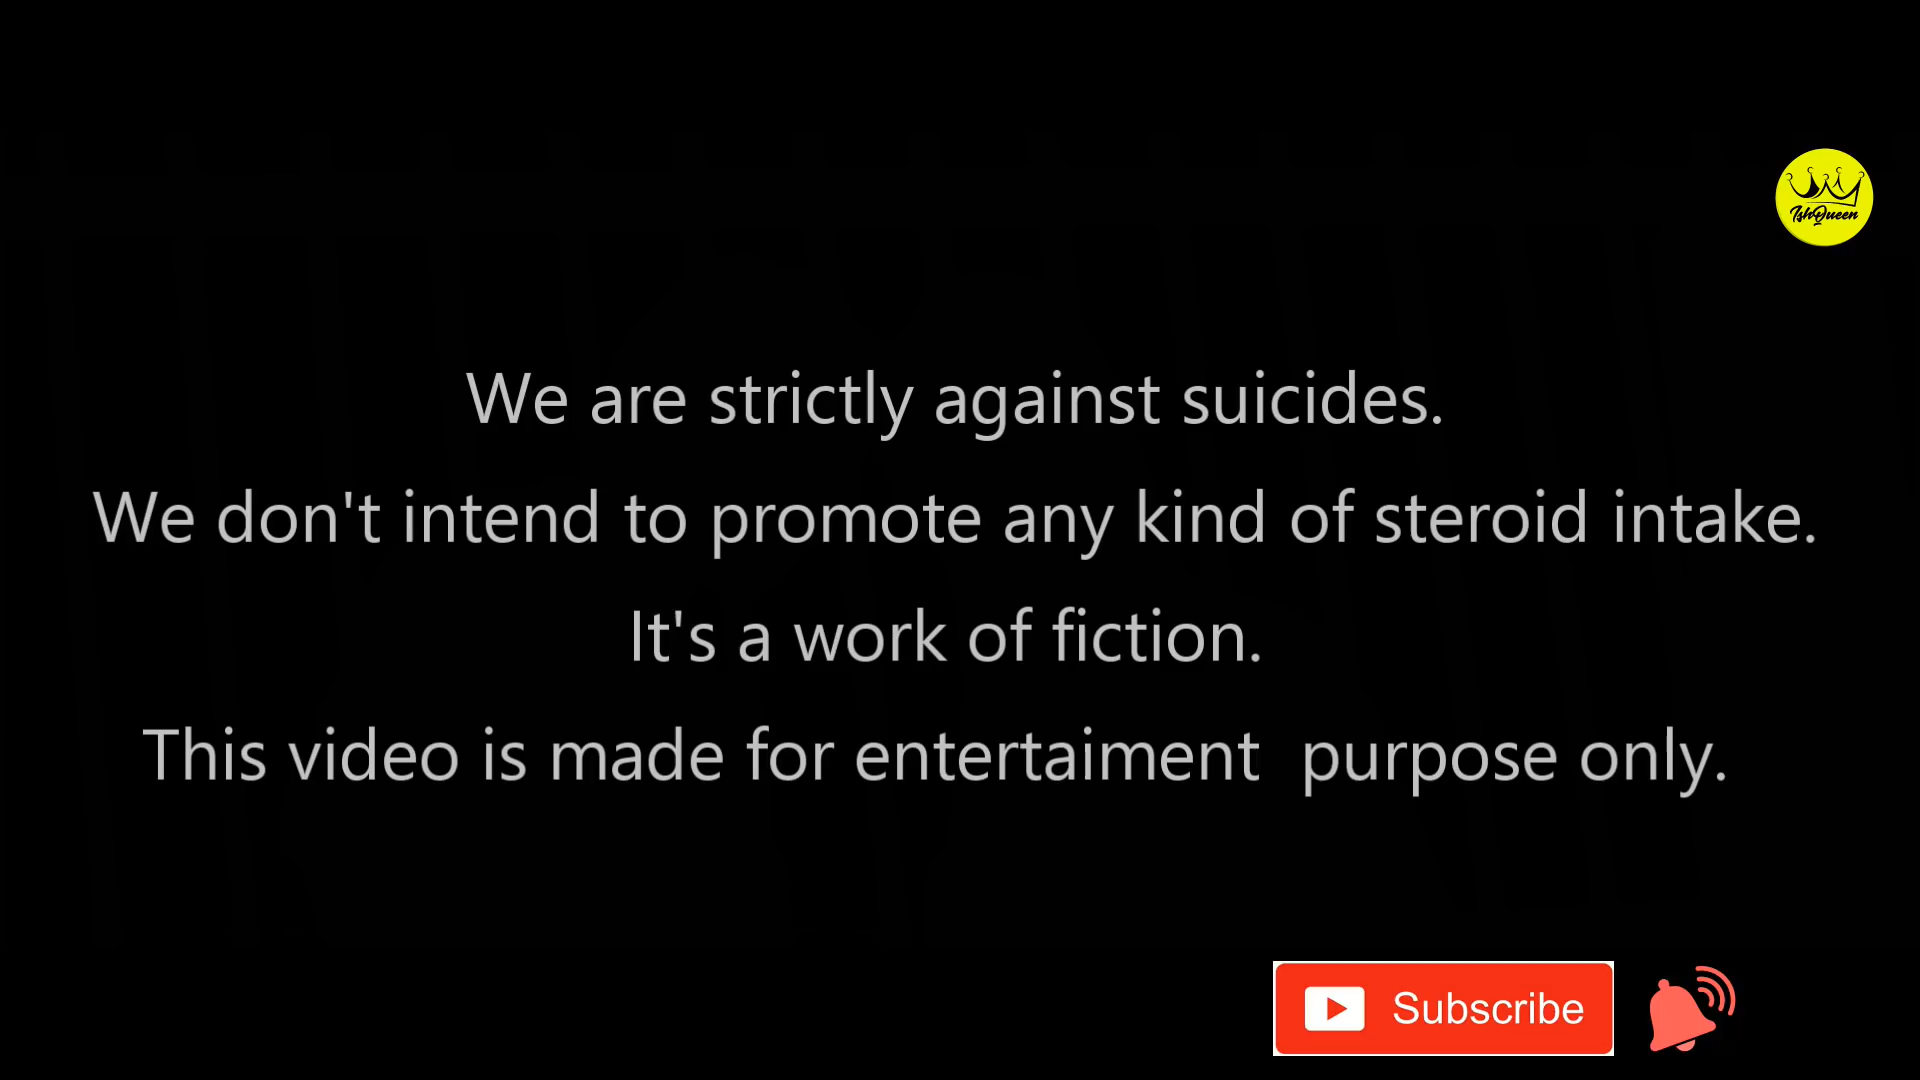 IshQueen
We are strictly against suicides.
We don't intend to promote any kind of steroid intake.
It's a work of fiction.
This video is made for entertaiment  purpose only.
Subscribe